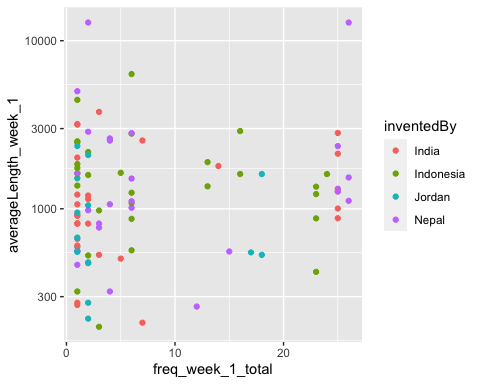 10000
3000
1000
300
averageLength_week_1
0
10
20
freq_week_1_total
inventedBy
India
Indonesia
Jordan
Nepal